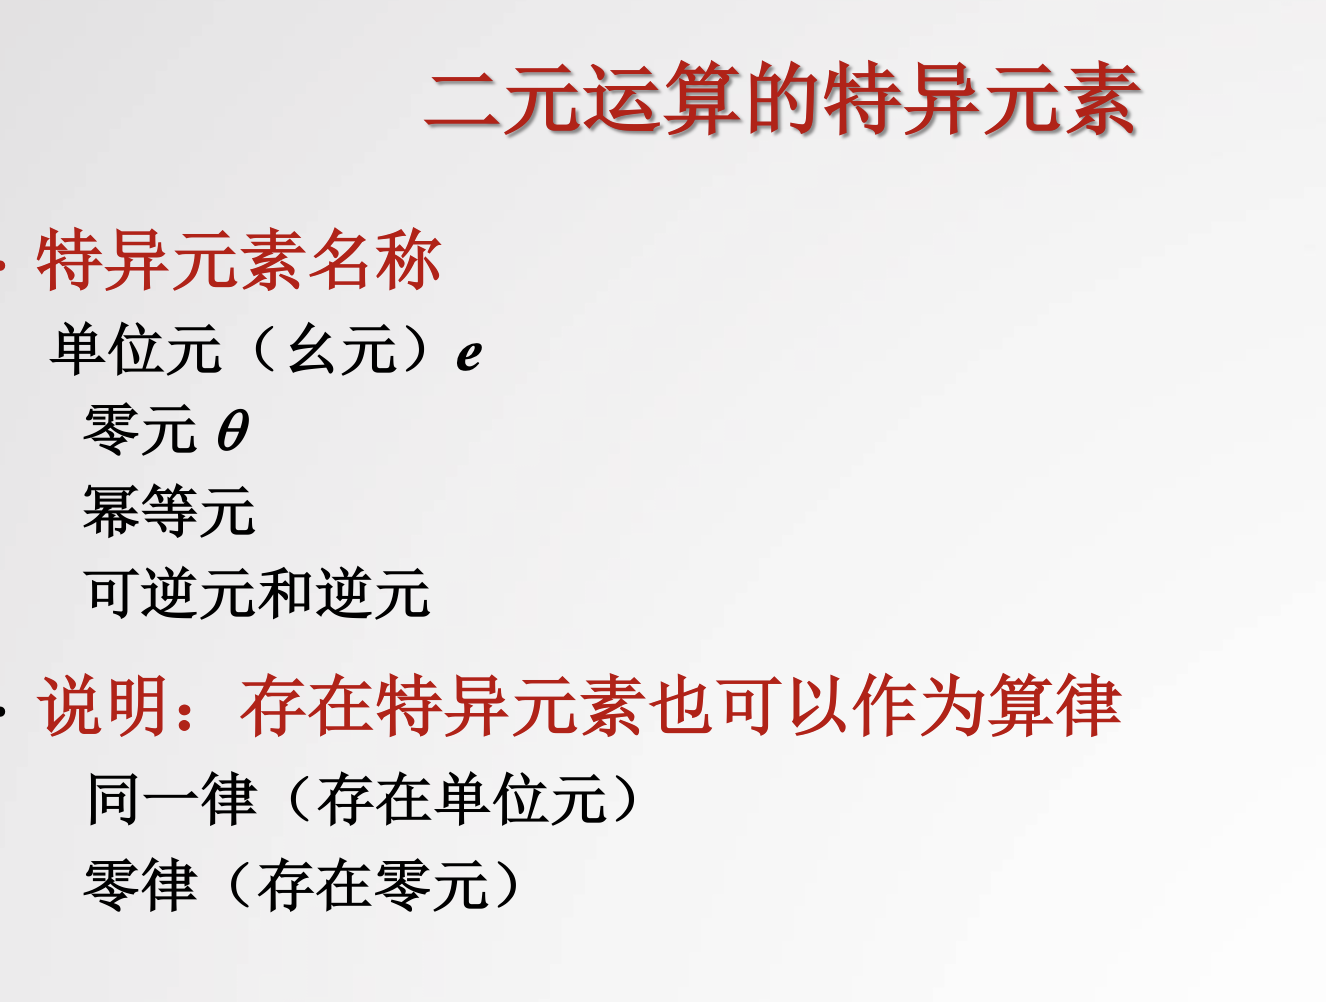 二元运算的特异元素
· 特异元素名称
单位元（幺元）e
零元 θ
幂等元
可逆元和逆元
· 说明：存在特异元素也可以作为算律
同一律（存在单位元）
零律（存在零元）